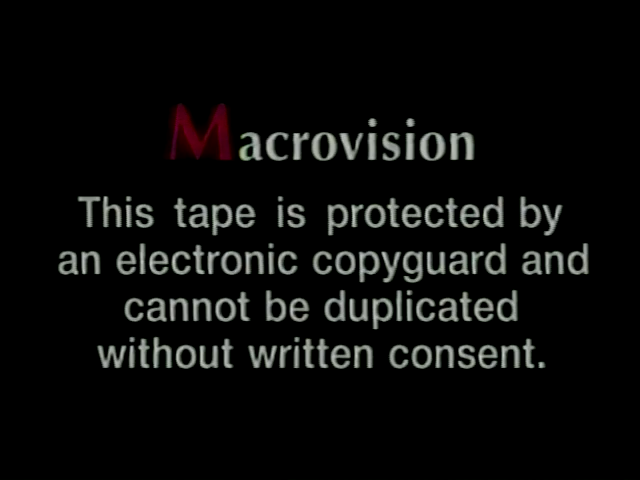 Macrovision
This tape is protected by
an electronic copyguard and
cannot be duplicated
without written consent.